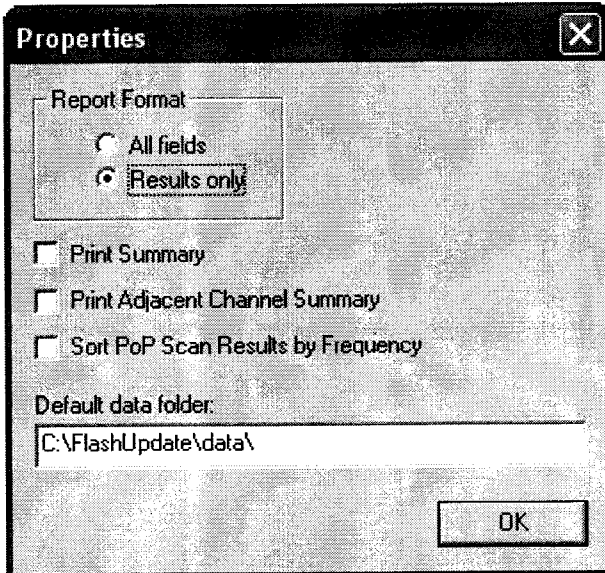 Properties
Report Format
All fields
Results only
Print Summary
Print Adjacent Channel Summary
Sort PoP Scan Results by Frequency
Default data folder:
C:\FlashUpdate\data\
OK